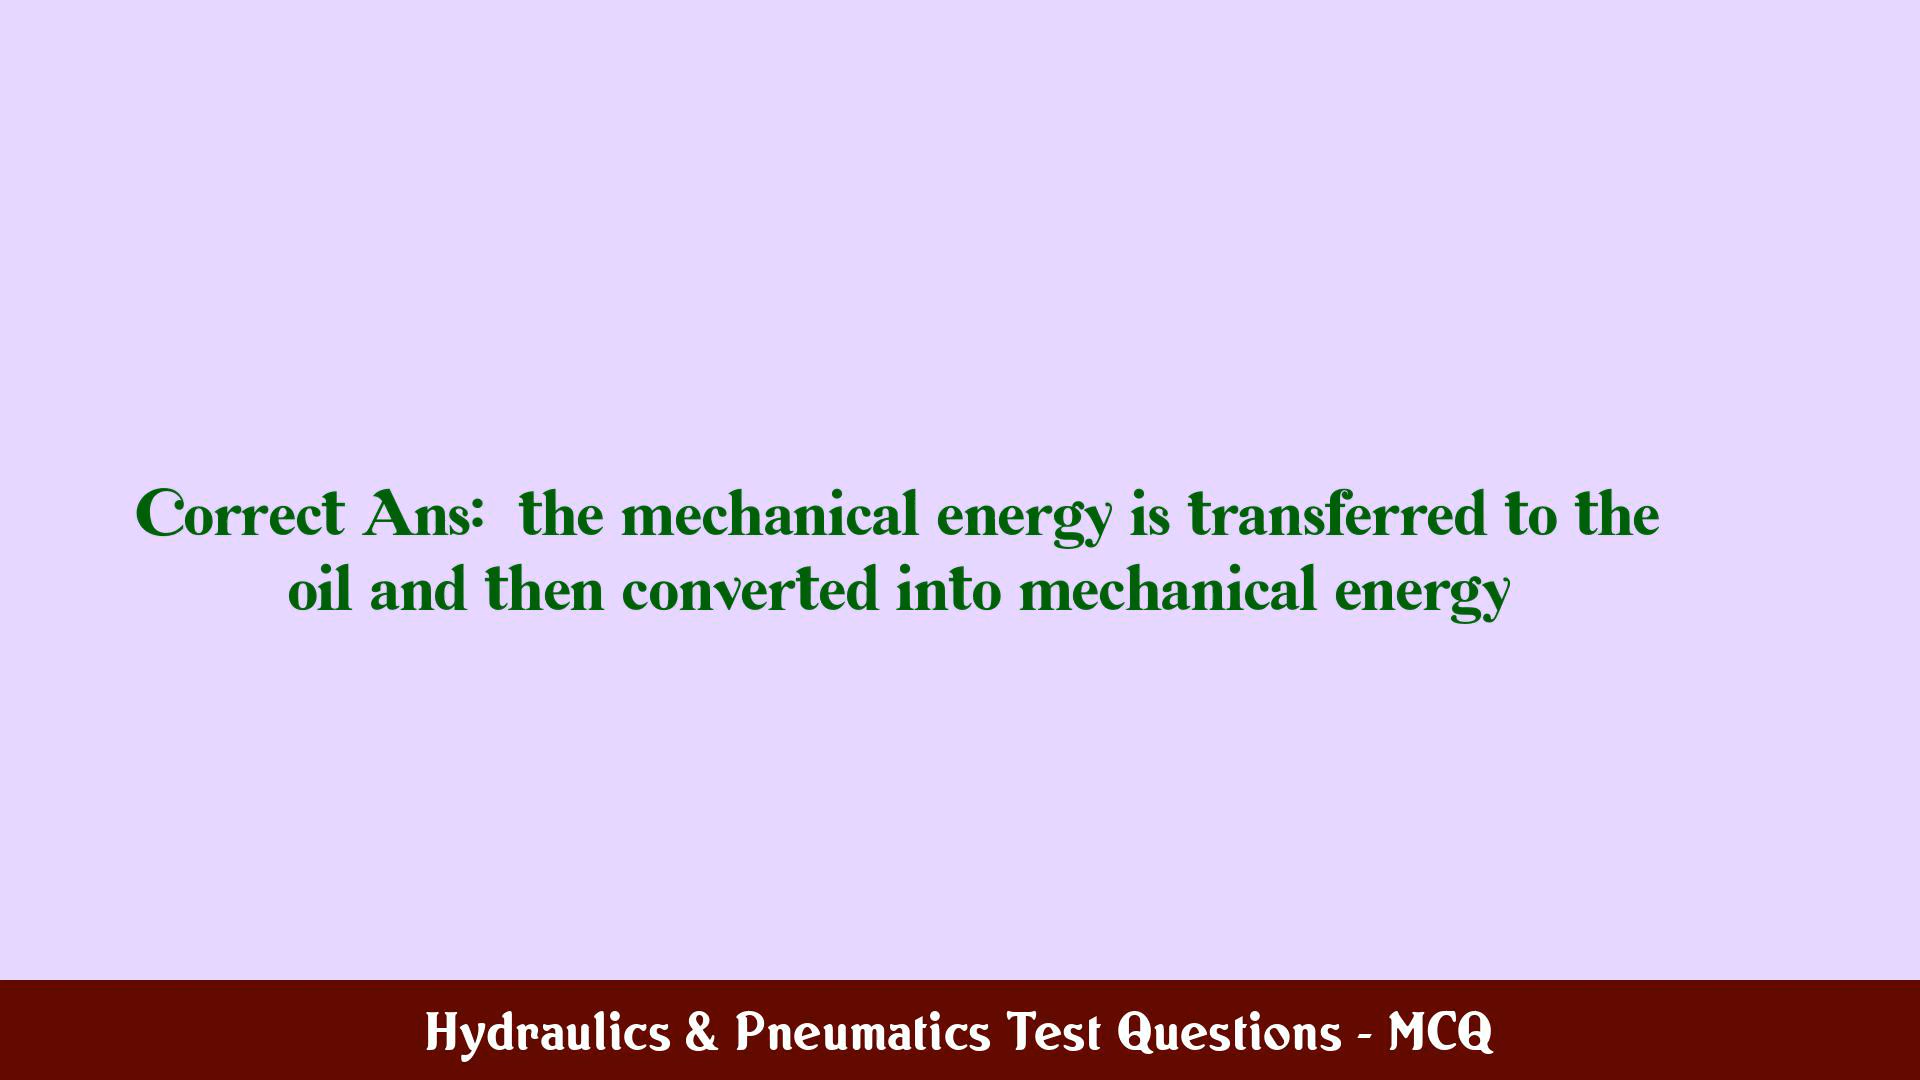 Correct Ans:  the mechanical energy is transferred to the
oil and then converted into mechanical energy
Hydraulics & Pneumatics Test Questions - MCQ